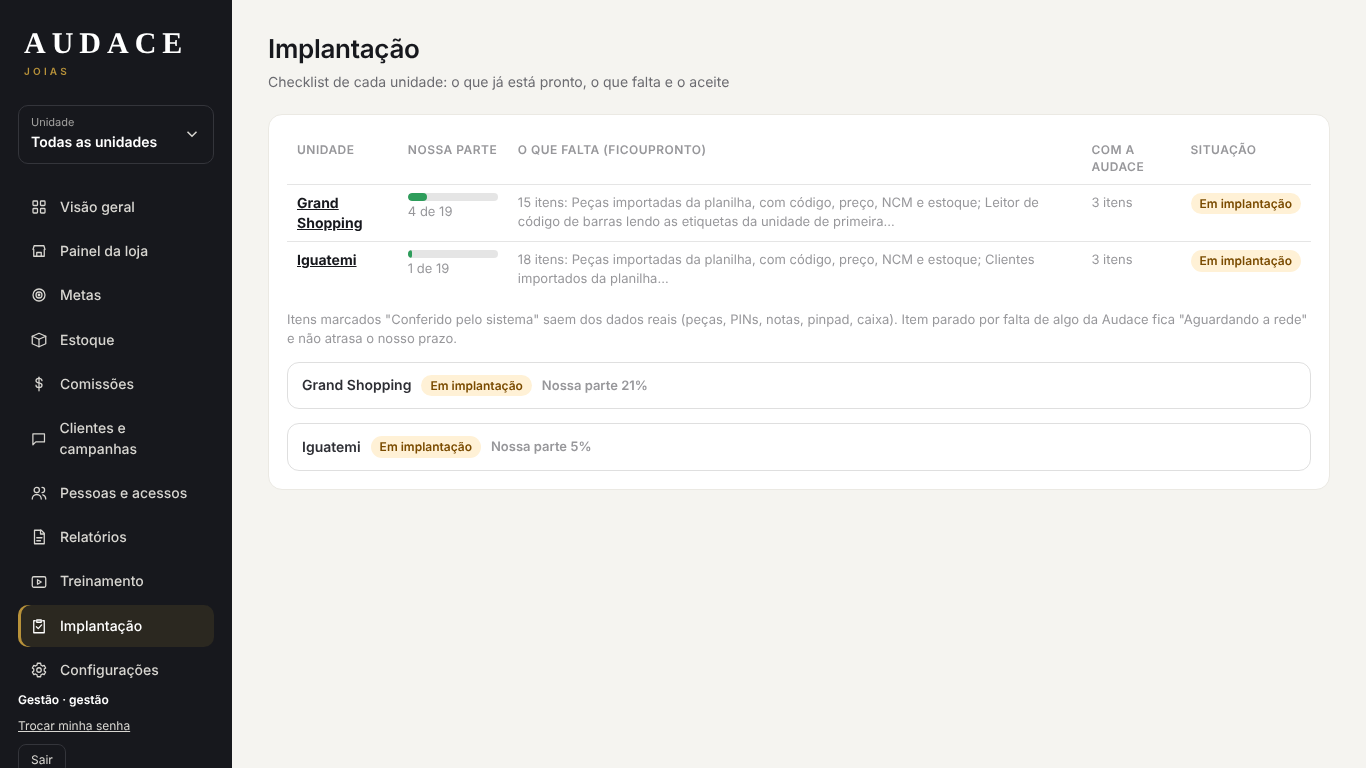 AUDACE
JOIAS
Unidade
Todas as unidades
Visão geral
Painel da loja
Metas
Estoque
Comissões
Clientes e
campanhas
Pessoas e acessos
Relatórios
Treinamento
Implantação
Configurações
Gestão · gestão
Trocar minha senha
Sair
Implantação
Checklist de cada unidade: o que já está pronto, o que falta e o aceite
UNIDADE NOSSA PARTE O QUE FALTA (FICOUPRONTO) COM A AUDACE SITUAÇÃO
Grand Shopping
4 de 19
15 itens: Peças importadas da planilha, com código, preço, NCM e estoque; Leitor de
código de barras lendo as etiquetas da unidade de primeira...
3 itens
Em implantação
Iguatemi
1 de 19
18 itens: Peças importadas da planilha, com código, preço, NCM e estoque; Clientes
importados da planilha...
3 itens
Em implantação
Itens marcados "Conferido pelo sistema" saem dos dados reais (peças, PINs, notas, pinpad, caixa). Item parado por falta de algo da Audace fica "Aguardando a rede"
e não atrasa o nosso prazo.
Grand Shopping Em implantação Nossa parte 21%
Iguatemi Em implantação Nossa parte 5%